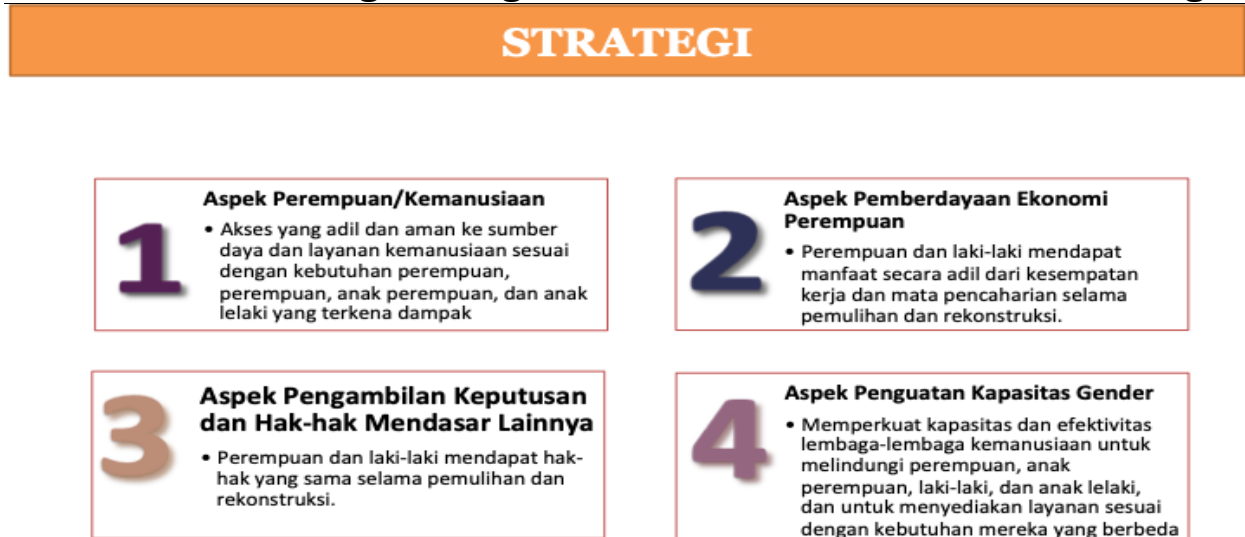 STRATEGI
1
Aspek Perempuan/Kemanusiaan
• Akses yang adil dan aman ke sumber
daya dan layanan kemanusiaan sesuai
dengan kebutuhan perempuan,
perempuan, anak perempuan, dan anak
lelaki yang terkena dampak
2
Aspek Pemberdayaan Ekonomi
Perempuan
• Perempuan dan laki-laki mendapat
manfaat secara adil dari kesempatan
kerja dan mata pencaharian selama
pemulihan dan rekonstruksi.
3
Aspek Pengambilan Keputusan
dan Hak-hak Mendasar Lainnya
• Perempuan dan laki-laki mendapat hak-
hak yang sama selama pemulihan dan
rekonstruksi.
4
Aspek Penguatan Kapasitas Gender
• Memperkuat kapasitas dan efektivitas
lembaga-lembaga kemanusiaan untuk
melindungi perempuan, anak
perempuan, laki-laki, dan anak lelaki,
dan untuk menyediakan layanan sesuai
dengan kebutuhan mereka yang berbeda